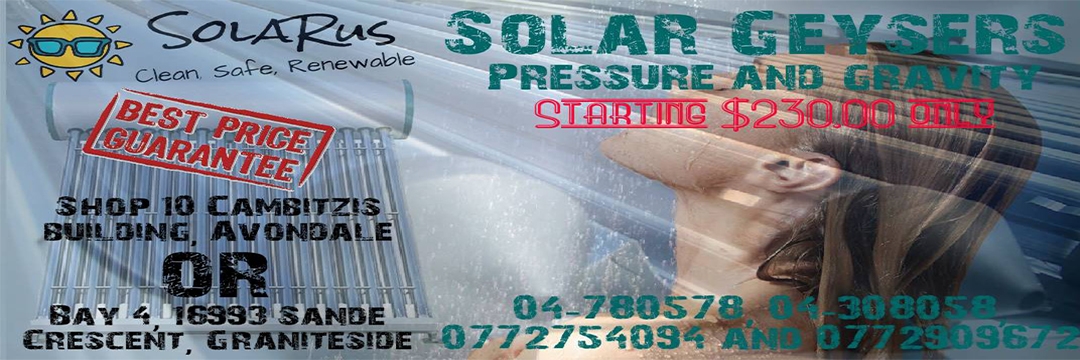 SOLARUS
Clean, Safe, Renewable
BEST PRICE
GUARANTEE
SHOP 10 CAMBITZIS
BUILDING, AVONDALE
OR
BAY 4, 16993 SANDE
CRESCENT, GRANITESIDE
SOLAR GEYSERS
PRESSURE AND GRAVITY
STARTING $230.00 ONLY
04-780578, 04-308058,
0772754094 AND 0772909672